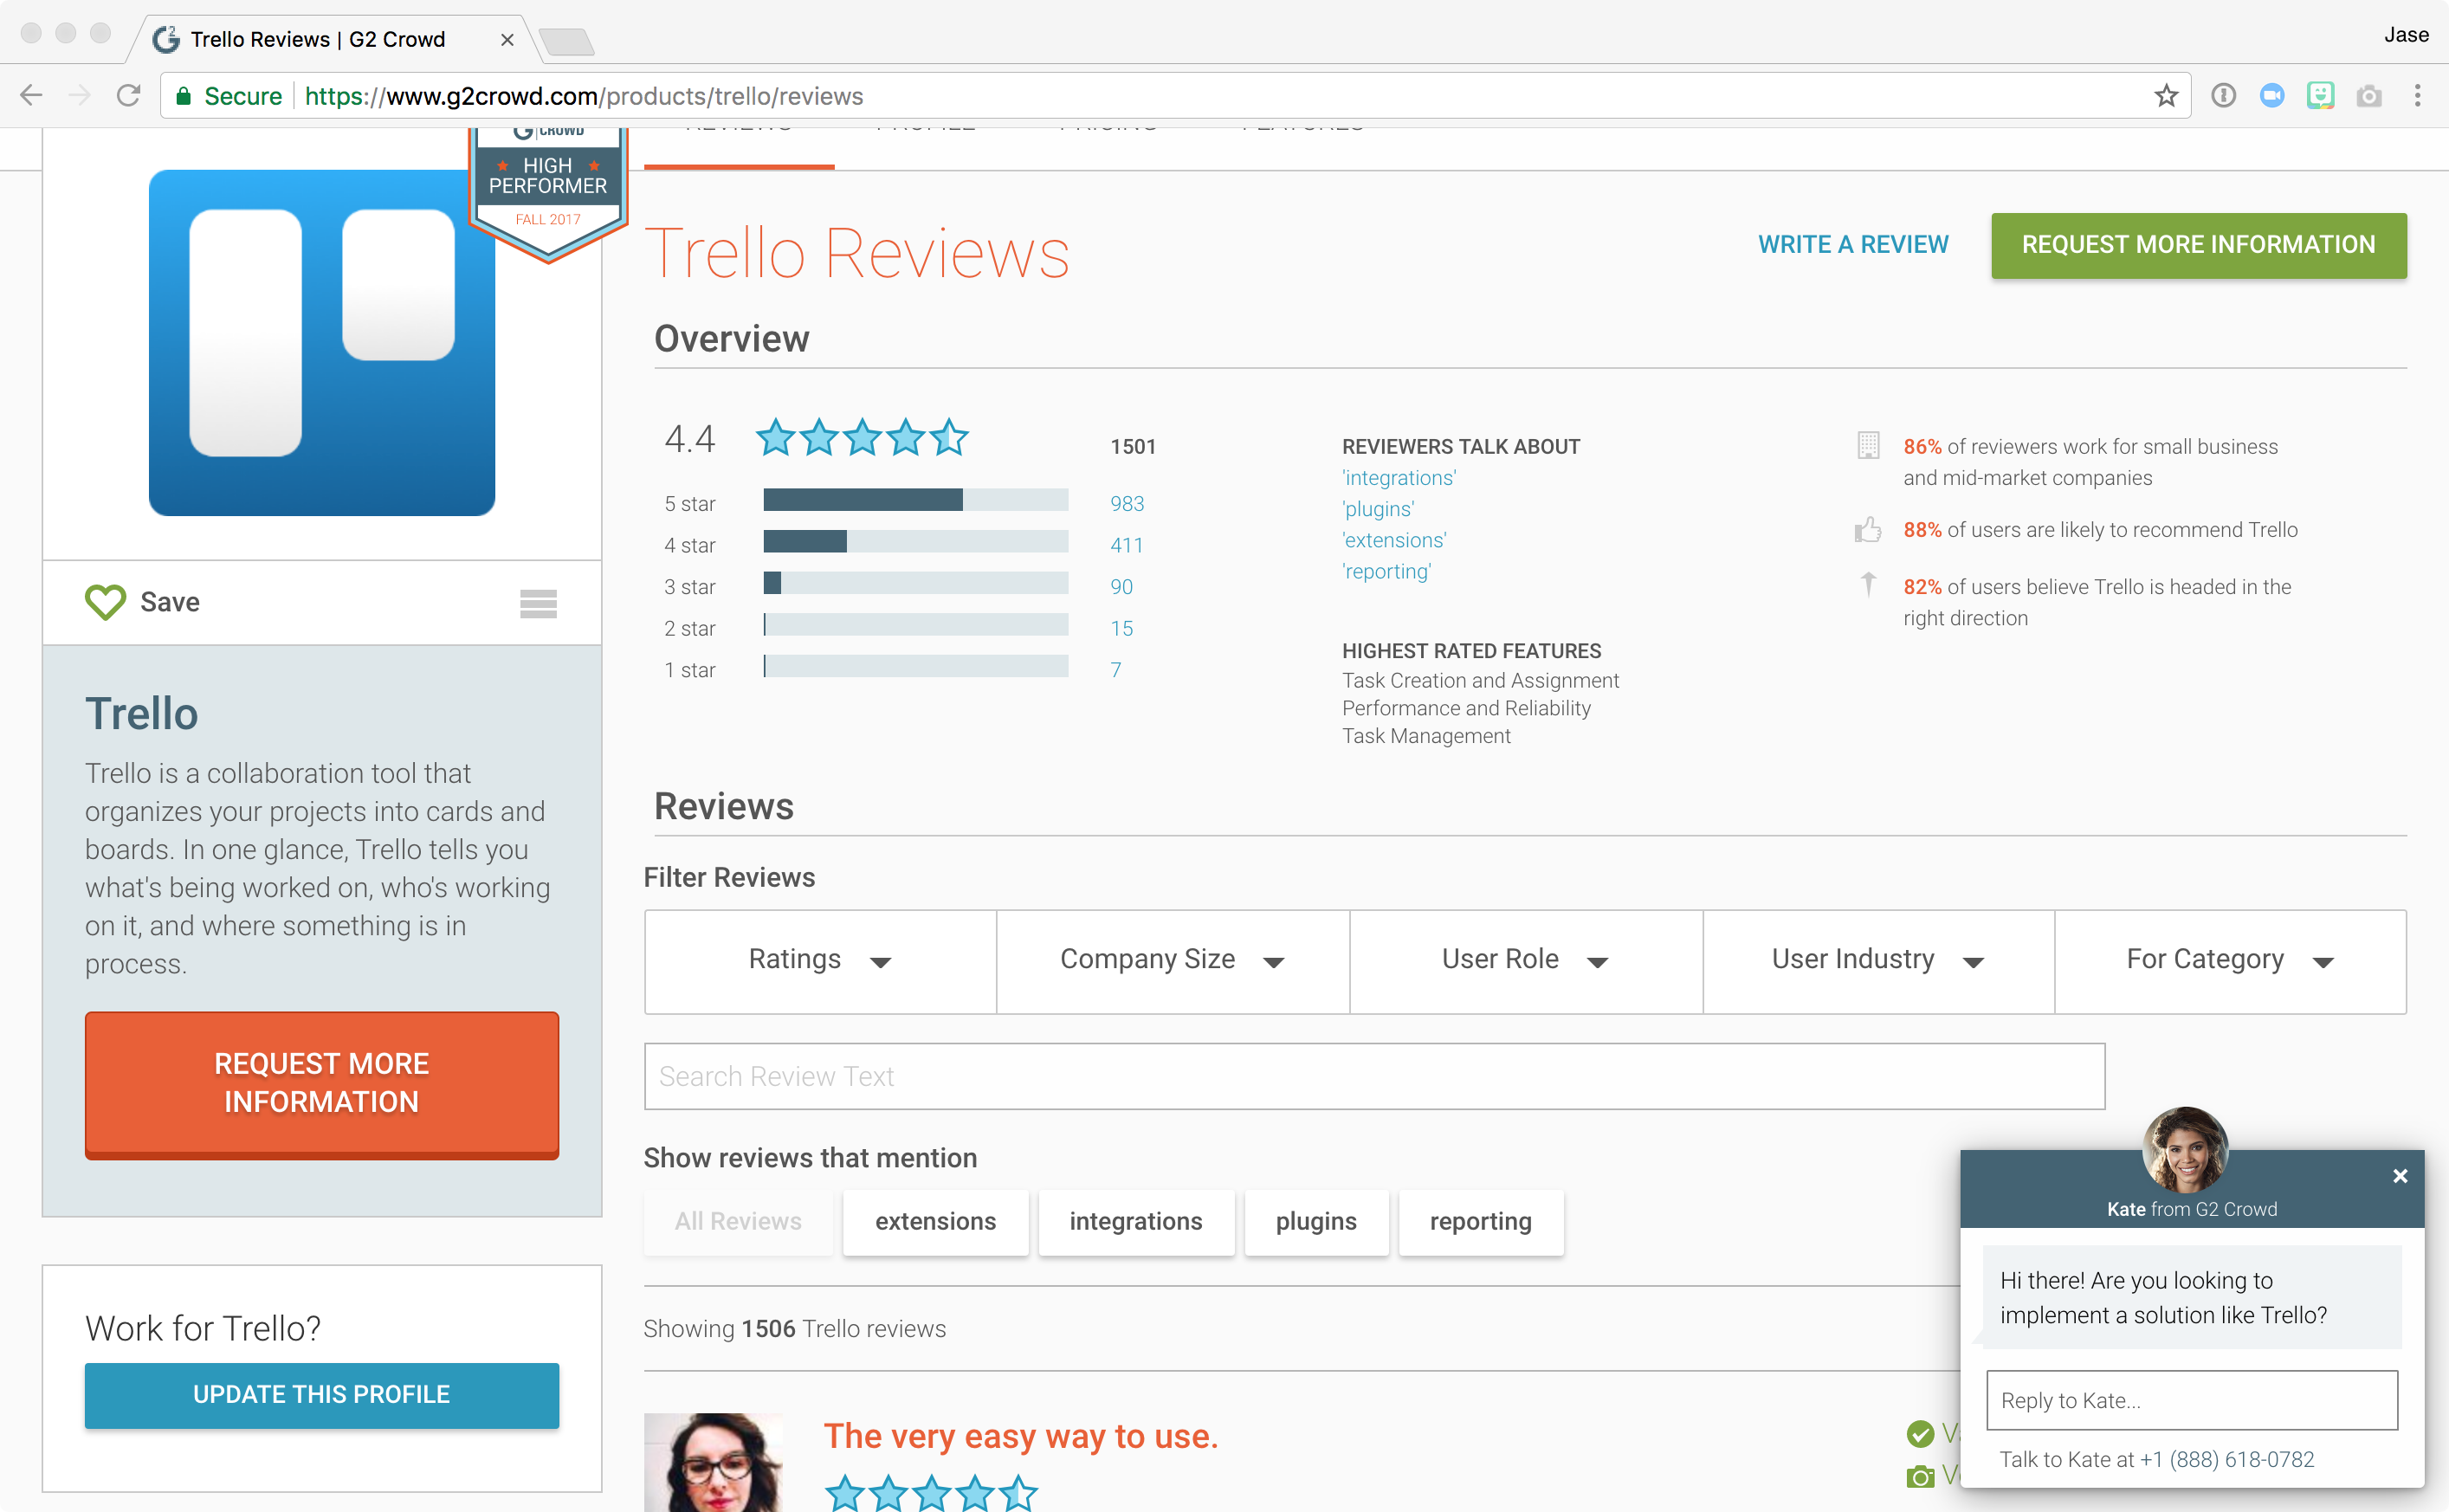 Trello Reviews | G2 Crowd
Jase
Secure https://www.g2crowd.com/products/trello/reviews
REVIEWS PROFILE PRICING FEATURES
G CROWD
HIGH
PERFORMER
FALL 2017
Save
Trello
Trello is a collaboration tool that
organizes your projects into cards and
boards. In one glance, Trello tells you
what's being worked on, who's working
on it, and where something is in
process.
REQUEST MORE
INFORMATION
Work for Trello?
UPDATE THIS PROFILE
Trello Reviews
WRITE A REVIEW
REQUEST MORE INFORMATION
Overview
4.4 1501
5 star 983
4 star 411
3 star 90
2 star 15
1 star 7
REVIEWERS TALK ABOUT
'integrations'
'plugins'
'extensions'
'reporting'
HIGHEST RATED FEATURES
Task Creation and Assignment
Performance and Reliability
Task Management
86% of reviewers work for small business
and mid-market companies
88% of users are likely to recommend Trello
82% of users believe Trello is headed in the
right direction
Reviews
Filter Reviews
Ratings Company Size User Role User Industry For Category
Search Review Text
Show reviews that mention
All Reviews extensions integrations plugins reporting
Showing 1506 Trello reviews
The very easy way to use.
Kate from G2 Crowd
Hi there! Are you looking to
implement a solution like Trello?
Reply to Kate...
Talk to Kate at +1 (888) 618-0782